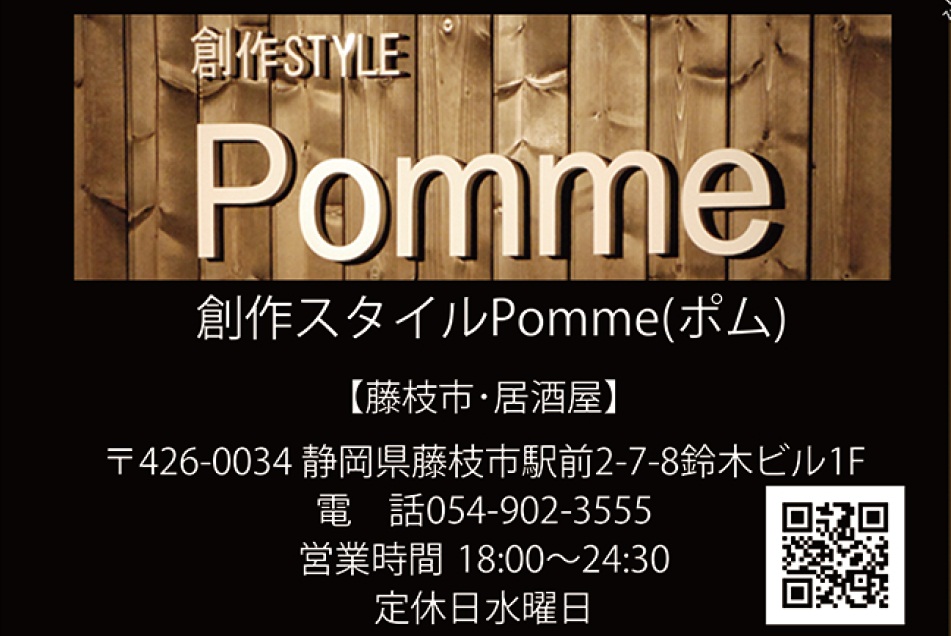 創作STYLE
Pomme
創作スタイルPomme(ポム)
【藤枝市･居酒屋】
〒426-0034 静岡県藤枝市駅前2-7-8鈴木ビル1F
電　話054-902-3555
営業時間 18:00～24:30
定休日水曜日